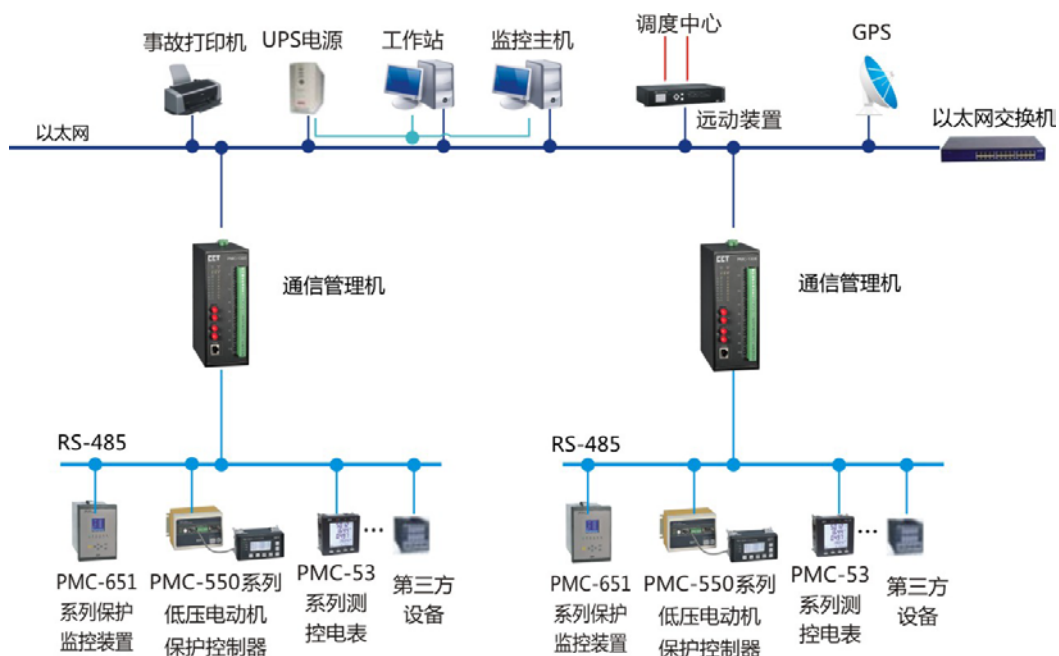 事故打印机
UPS电源
工作站
监控主机
调度中心
GPS
远动装置
以太网
以太网交换机
CET
通信管理机
CET
通信管理机
RS-485
RS-485
PMC-651
系列保护
监控装置
PMC-550系列
低压电动机
保护控制器
PMC-53
系列测
控电表
...
第三方
设备
PMC-651
系列保护
监控装置
PMC-550系列
低压电动机
保护控制器
PMC-53
系列测
控电表
...
第三方
设备